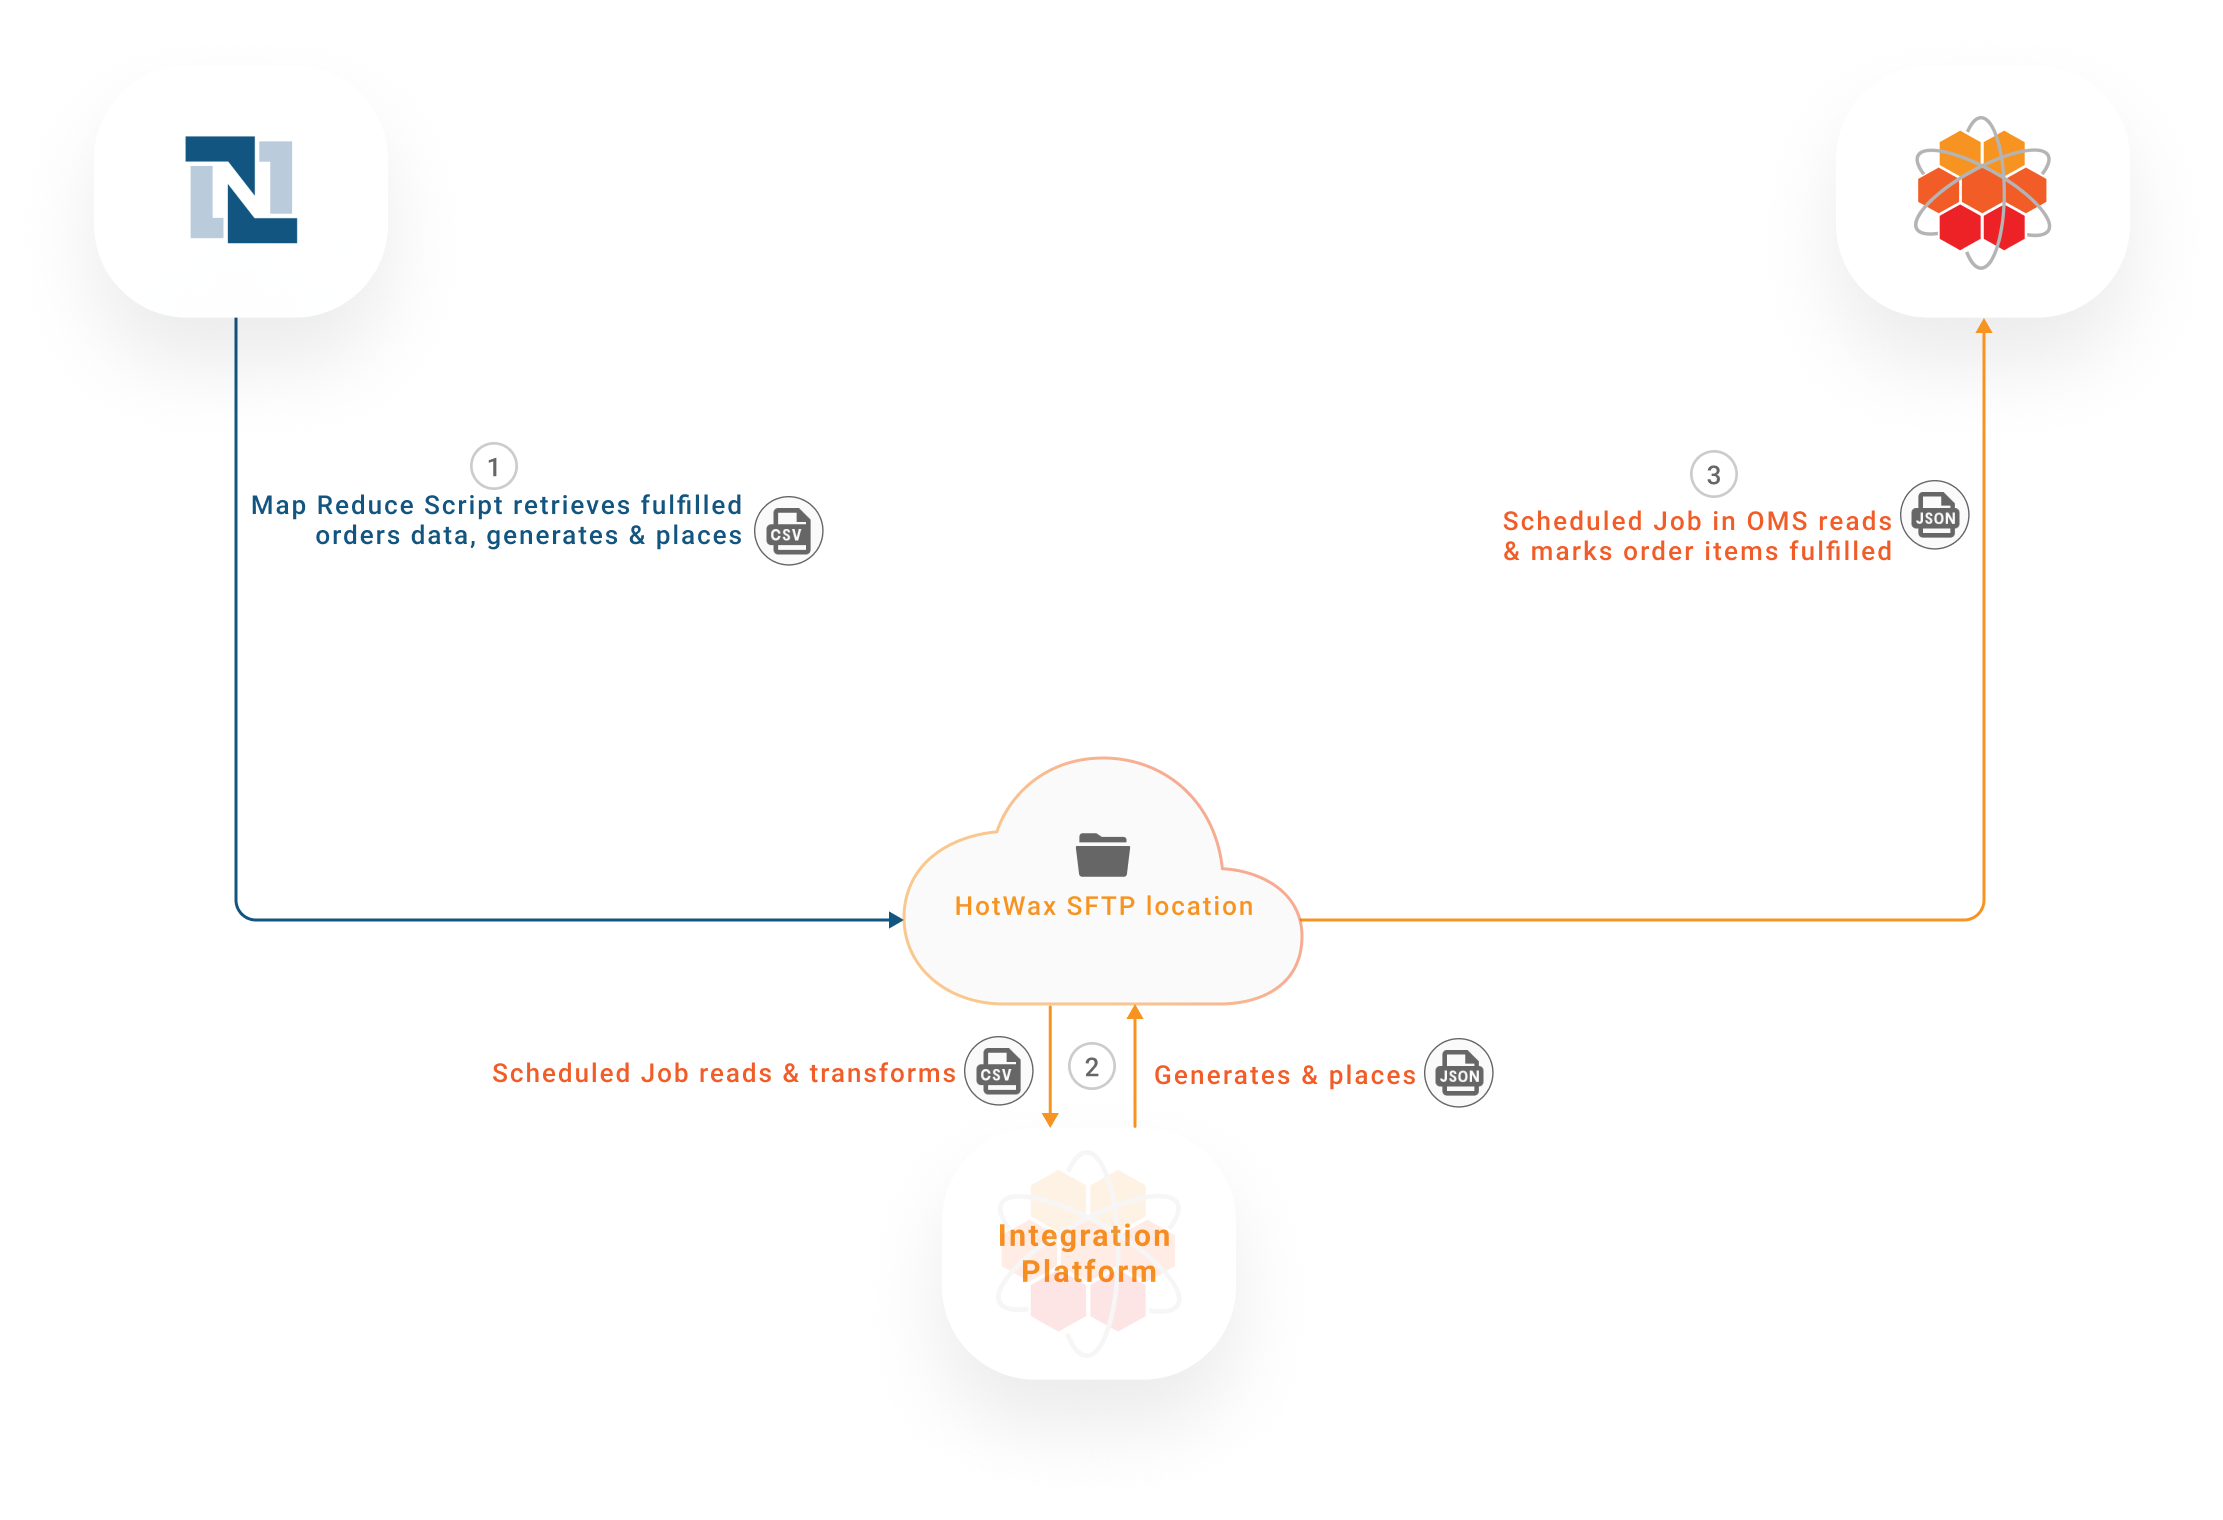 1
Map Reduce Script retrieves fulfilled
orders data, generates & places
CSV
3
Scheduled Job in OMS reads
& marks order items fulfilled
JSON
HotWax SFTP location
Scheduled Job reads & transforms
CSV
2
Generates & places
JSON
Integration
Platform